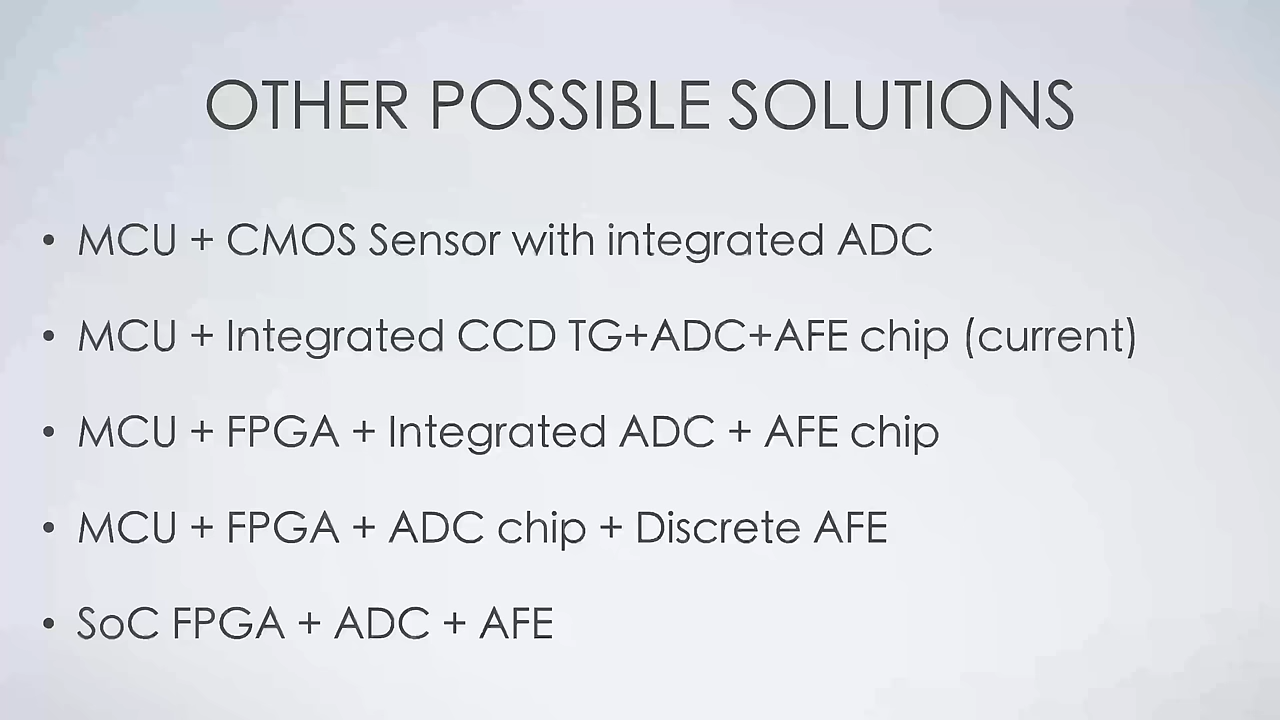 OTHER POSSIBLE SOLUTIONS
• MCU + CMOS Sensor with integrated ADC
• MCU + Integrated CCD TG+ADC+AFE chip (current)
• MCU + FPGA + Integrated ADC + AFE chip
• MCU + FPGA + ADC chip + Discrete AFE
• SoC FPGA + ADC + AFE